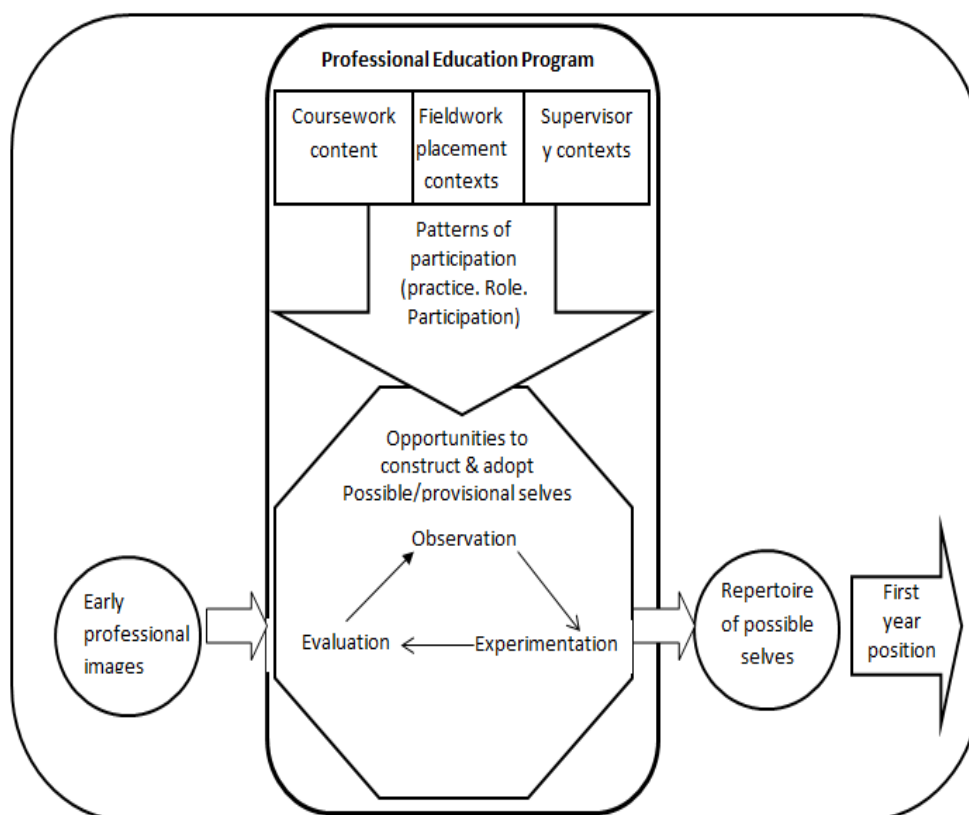 Professional Education Program
Coursework
content
Fieldwork
placement
contexts
Supervisor
y contexts
Patterns of
participation
(practice. Role.
Participation)
Opportunities to
construct & adopt
Possible/provisional selves
Observation
Evaluation
Experimentation
Early
professional
images
Repertoire
of possible
selves
First
year
position